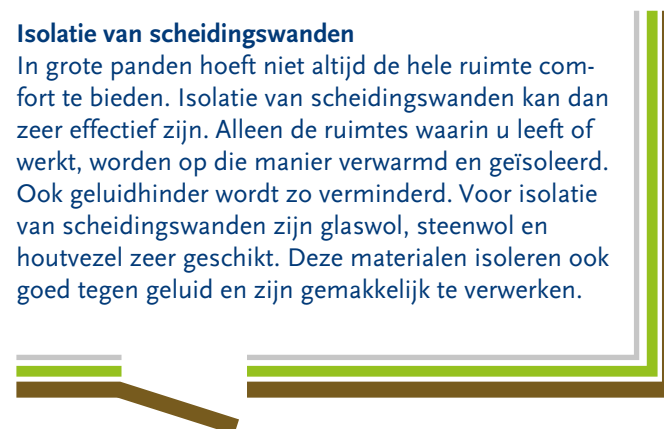 Isolatie van scheidingswanden
In grote panden hoeft niet altijd de hele ruimte com-
fort te bieden. Isolatie van scheidingswanden kan dan
zeer effectief zijn. Alleen de ruimtes waarin u leeft of
werkt, worden op die manier verwarmd en geïsoleerd.
Ook geluidhinder wordt zo verminderd. Voor isolatie
van scheidingswanden zijn glaswol, steenwol en
houtvezel zeer geschikt. Deze materialen isoleren ook
goed tegen geluid en zijn gemakkelijk te verwerken.